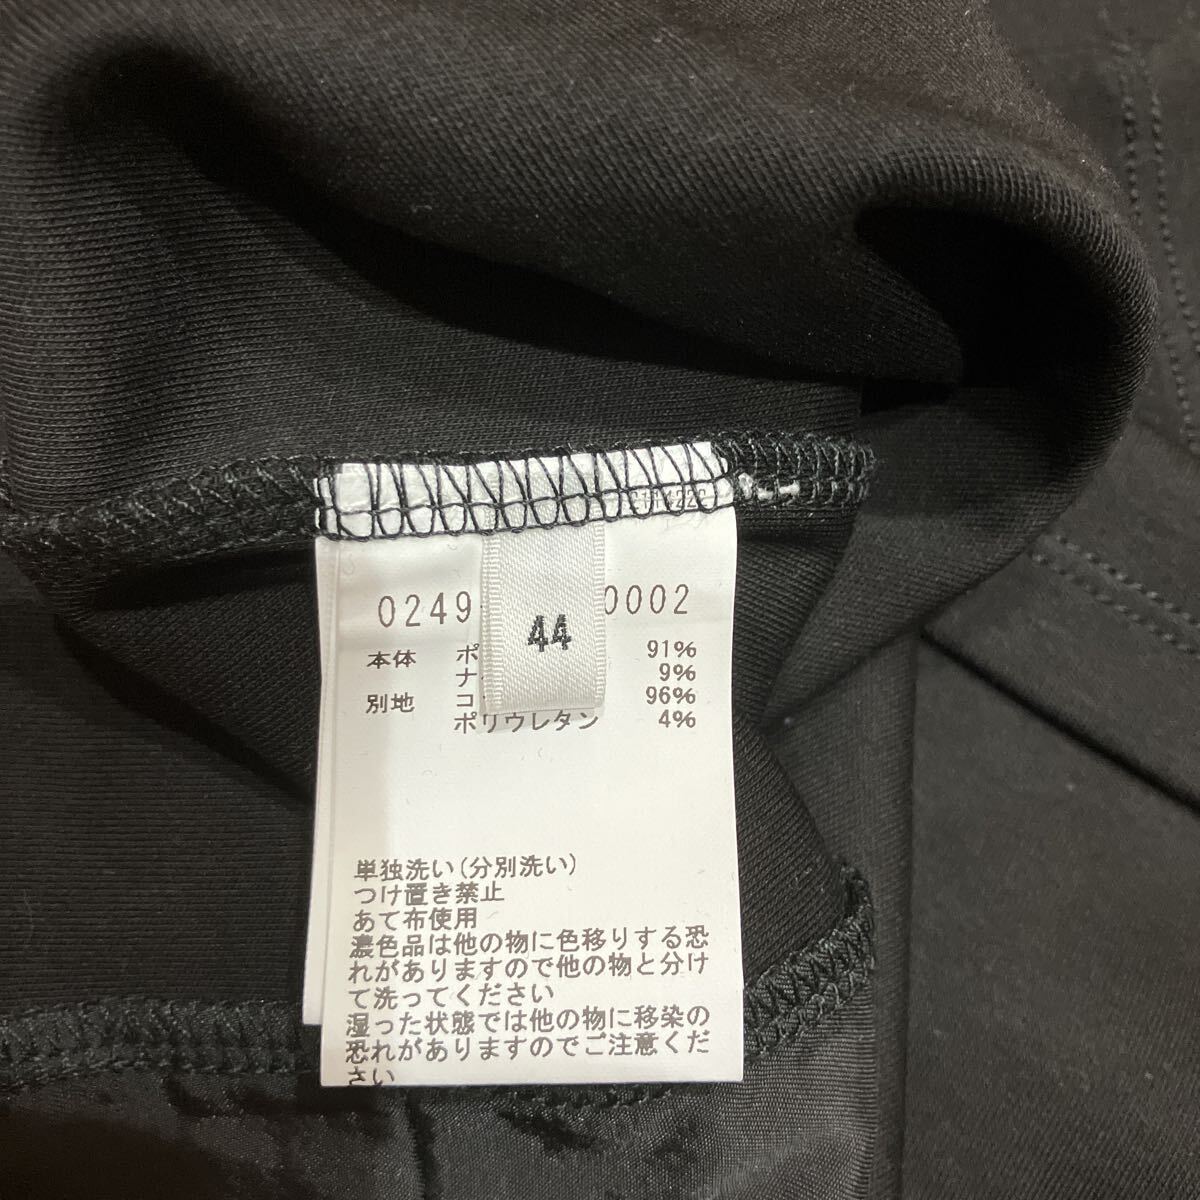 0249 0002
44
本体 ポ 91%
ナ 9%
別地 コ 96%
ポリウレタン 4%
単独洗い(分別洗い)
つけ置き禁止
あて布使用
濃色品は他の物に色移りする恐
れがありますので他の物と分け
て洗ってください
湿った状態では他の物に移染の
恐れがありますのでご注意くだ
さい